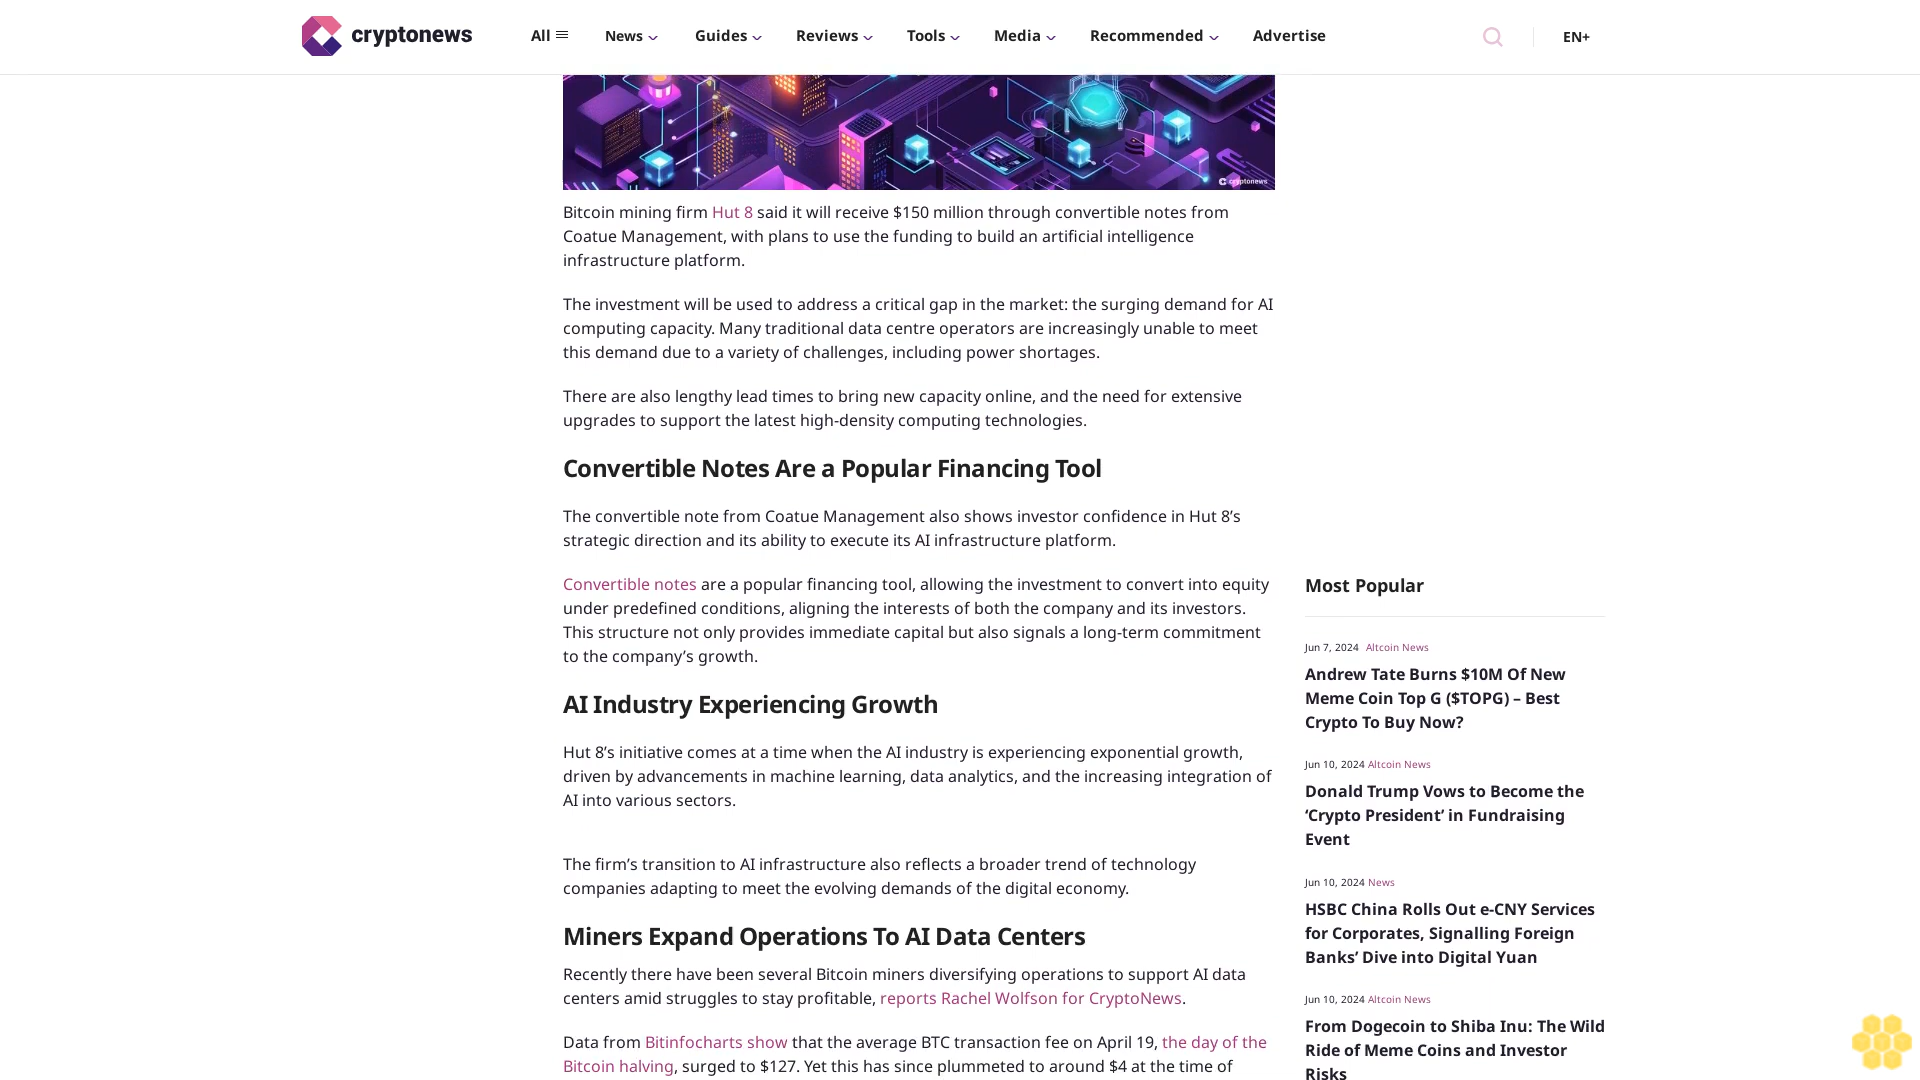 cryptonews
All
News
Guides
Reviews
Tools
Media
Recommended
Advertise
EN+
cryptonews
Bitcoin mining firm Hut 8 said it will receive $150 million through convertible notes from
Coatue Management, with plans to use the funding to build an artificial intelligence
infrastructure platform.
The investment will be used to address a critical gap in the market: the surging demand for AI
computing capacity. Many traditional data centre operators are increasingly unable to meet
this demand due to a variety of challenges, including power shortages.
There are also lengthy lead times to bring new capacity online, and the need for extensive
upgrades to support the latest high-density computing technologies.
Convertible Notes Are a Popular Financing Tool
The convertible note from Coatue Management also shows investor confidence in Hut 8’s
strategic direction and its ability to execute its AI infrastructure platform.
Convertible notes are a popular financing tool, allowing the investment to convert into equity
under predefined conditions, aligning the interests of both the company and its investors.
This structure not only provides immediate capital but also signals a long-term commitment
to the company’s growth.
AI Industry Experiencing Growth
Hut 8’s initiative comes at a time when the AI industry is experiencing exponential growth,
driven by advancements in machine learning, data analytics, and the increasing integration of
AI into various sectors.
The firm’s transition to AI infrastructure also reflects a broader trend of technology
companies adapting to meet the evolving demands of the digital economy.
Miners Expand Operations To AI Data Centers
Recently there have been several Bitcoin miners diversifying operations to support AI data
centers amid struggles to stay profitable, reports Rachel Wolfson for CryptoNews.
Data from Bitinfocharts show that the average BTC transaction fee on April 19, the day of the
Bitcoin halving, surged to $127. Yet this has since plummeted to around $4 at the time of
Most Popular
Jun 7, 2024 Altcoin News
Andrew Tate Burns $10M Of New
Meme Coin Top G ($TOPG) – Best
Crypto To Buy Now?
Jun 10, 2024 Altcoin News
Donald Trump Vows to Become the
‘Crypto President’ in Fundraising
Event
Jun 10, 2024 News
HSBC China Rolls Out e-CNY Services
for Corporates, Signalling Foreign
Banks’ Dive into Digital Yuan
Jun 10, 2024 Altcoin News
From Dogecoin to Shiba Inu: The Wild
Ride of Meme Coins and Investor
Risks